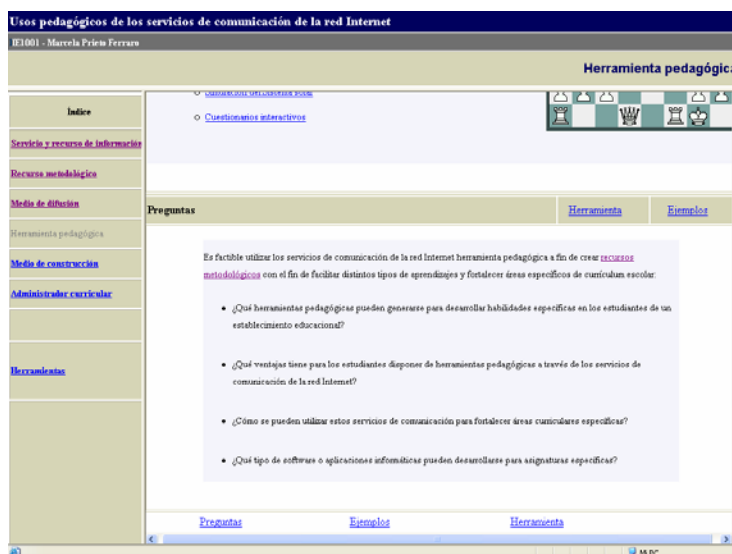 Usos pedagógicos de los servicios de comunicación de la red Internet
IE1001 - Marcela Prieto Ferraro
Herramienta pedagógica
Índice
Servicio y recurso de información
Recurso metodológico
Medio de difusión
Herramienta pedagógica
Medio de construcción
Administrador curricular
Herramientas
Simulación del Sistema solar
Cuestionarios interactivos
Preguntas
Herramienta
Ejemplos
Es factible utilizar los servicios de comunicación de la red Internet herramienta pedagógica a fin de crear recursos
metodológicos con el fin de facilitar distintos tipos de aprendizajes y fortalecer áreas específicos de currículum escolar:
• ¿Qué herramientas pedagógicas pueden generarse para desarrollar habilidades específicas en los estudiantes de un
establecimiento educacional?
• ¿Qué ventajas tiene para los estudiantes disponer de herramientas pedagógicas a través de los servicios de
comunicación de la red Internet?
• ¿Cómo se pueden utilizar estos servicios de comunicación para fortalecer áreas curriculares específicas?
• ¿Qué tipo de software o aplicaciones informáticas pueden desarrollarse para asignaturas específicas?
Preguntas
Ejemplos
Herramienta
Mi PC